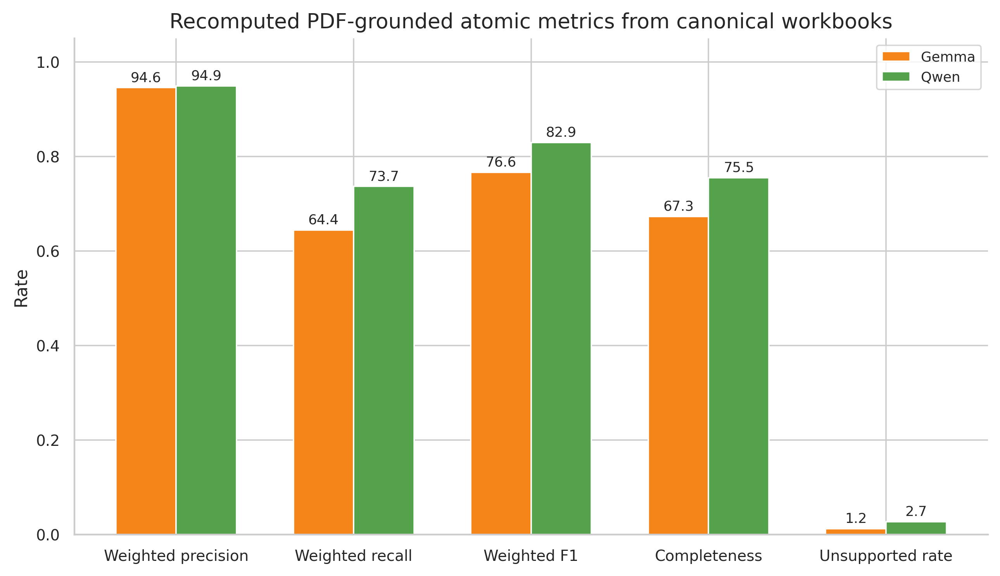 Recomputed PDF-grounded atomic metrics from canonical workbooks
Gemma
Qwen
Rate
1.0
0.8
0.6
0.4
0.2
0.0
94.6
94.9
64.4
73.7
76.6
82.9
67.3
75.5
1.2
2.7
Weighted precision
Weighted recall
Weighted F1
Completeness
Unsupported rate